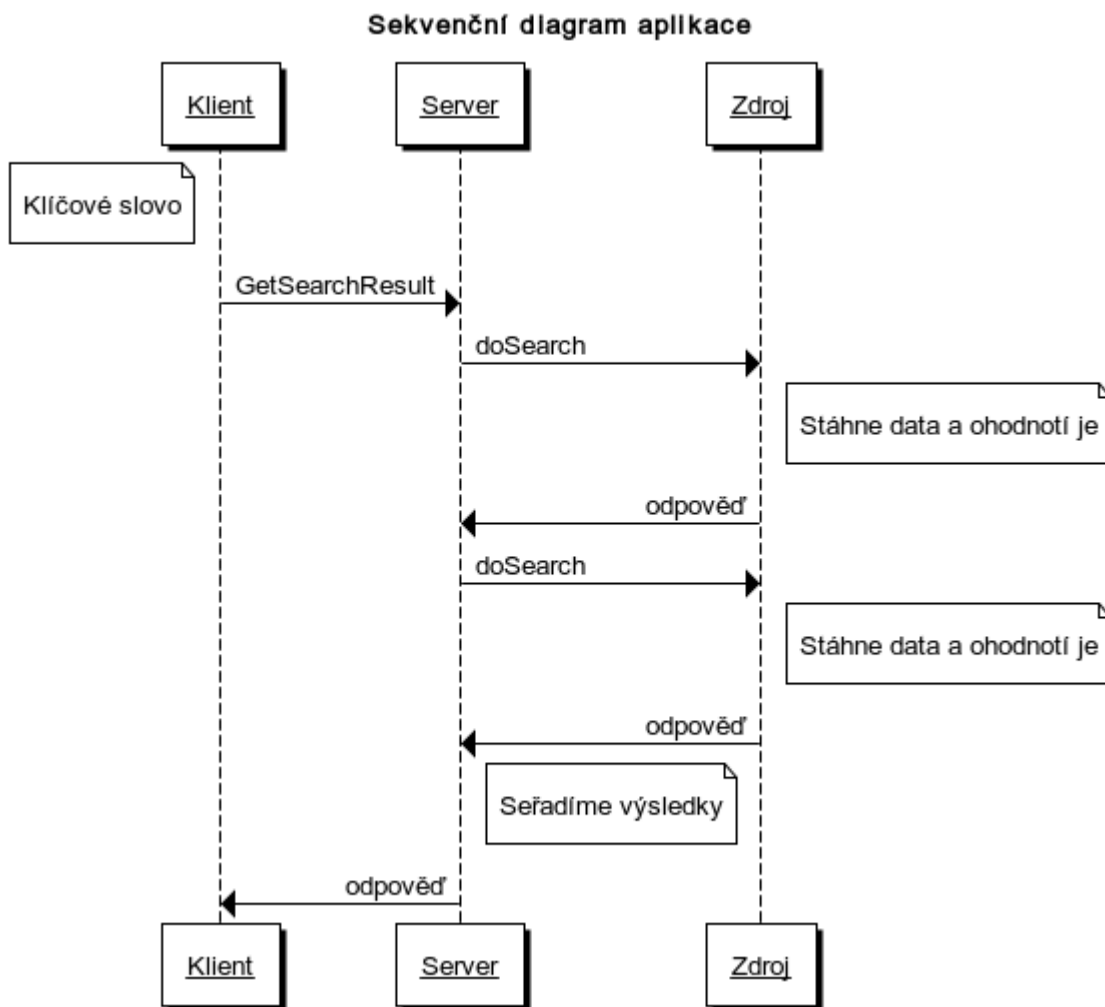 Sekvenční diagram aplikace
Klient
Server
Zdroj
Klíčové slovo
GetSearchResult
doSearch
Stáhne data a ohodnotí je
odpověď
doSearch
Stáhne data a ohodnotí je
odpověď
Seřadíme výsledky
odpověď
Klient
Server
Zdroj